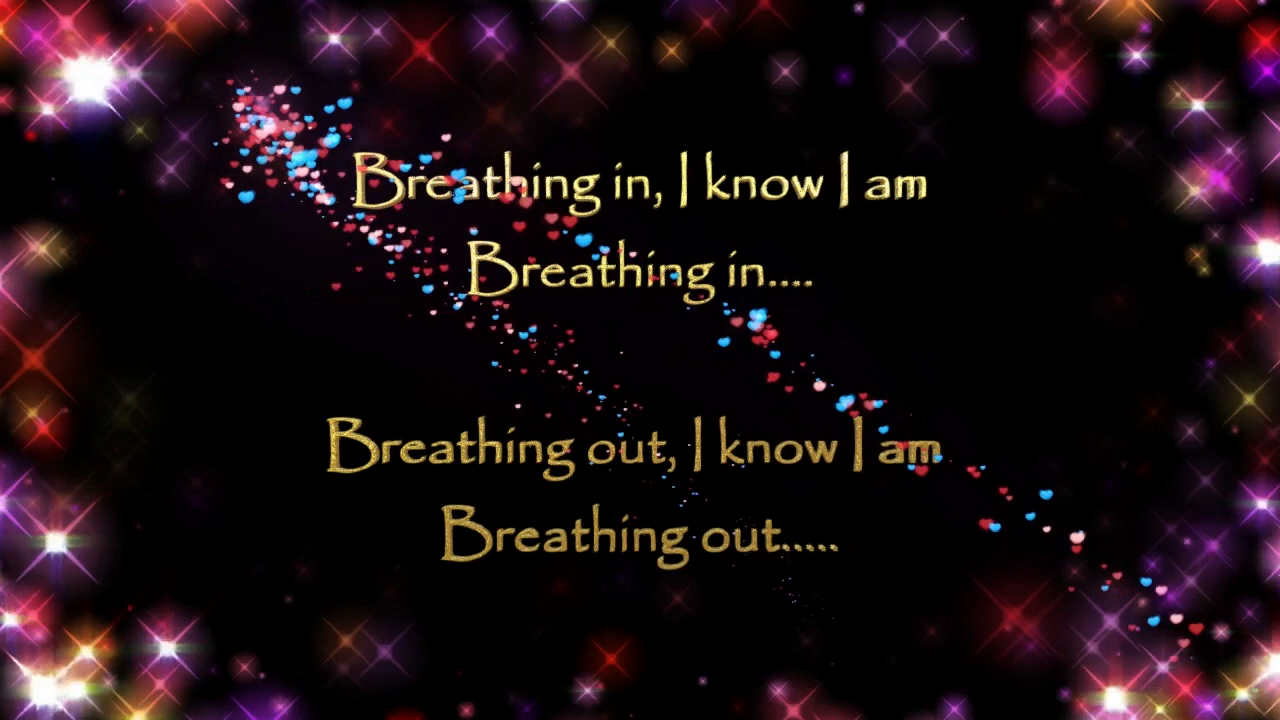 Breathing in, I know I am
Breathing in....
Breathing out, I know I am
Breathing out.....